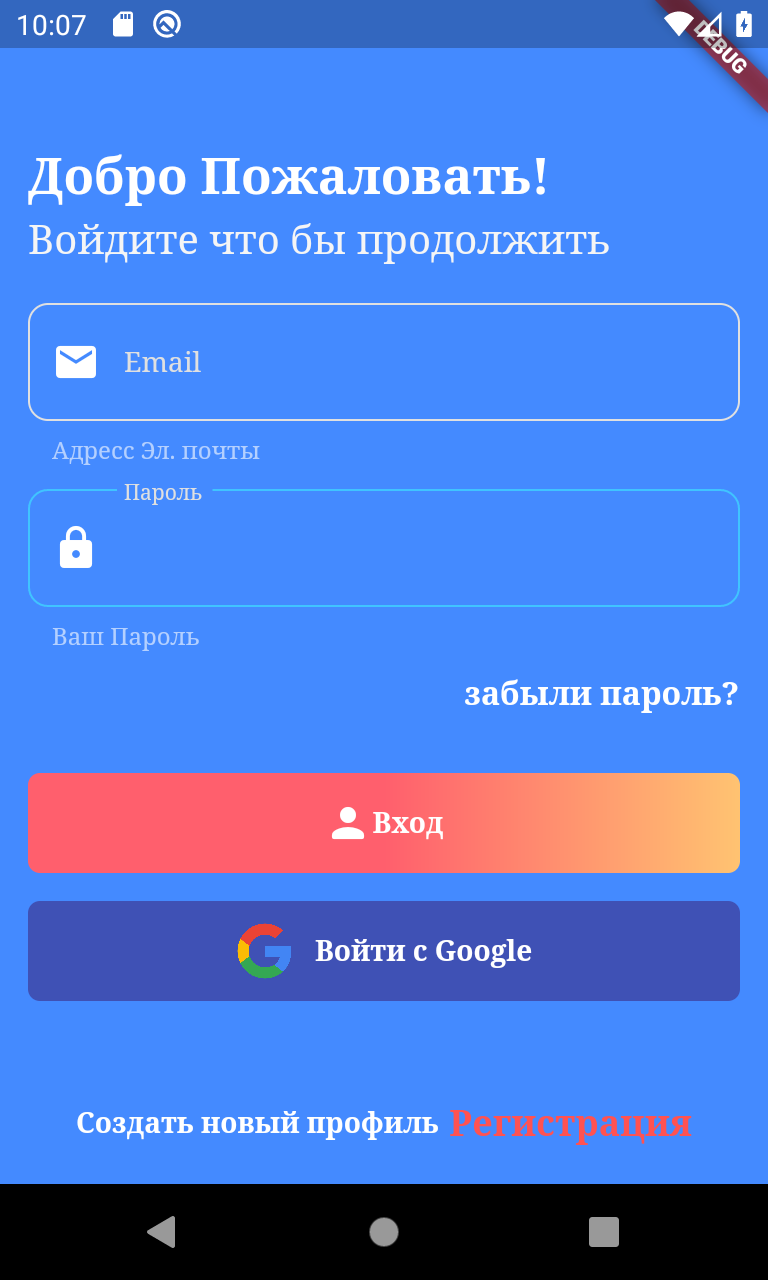 10:07
DEBUG
Добро Пожаловать!
Войдите что бы продолжить
Email
Адресс Эл. почты
Пароль
Ваш Пароль
забыли пароль?
Вход
Войти с Google
Создать новый профиль Регистрация